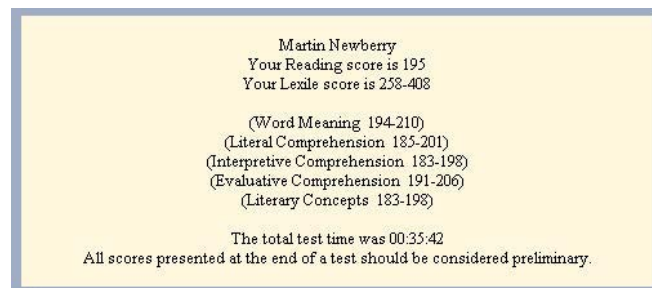 Martin Newberry
Your Reading score is 195
Your Lexile score is 258-408
(Word Meaning 194-210)
(Literal Comprehension 185-201)
(Interpretive Comprehension 183-198)
(Evaluative Comprehension 191-206)
(Literary Concepts 183-198)
The total test time was 00:35:42
All scores presented at the end of a test should be considered preliminary.